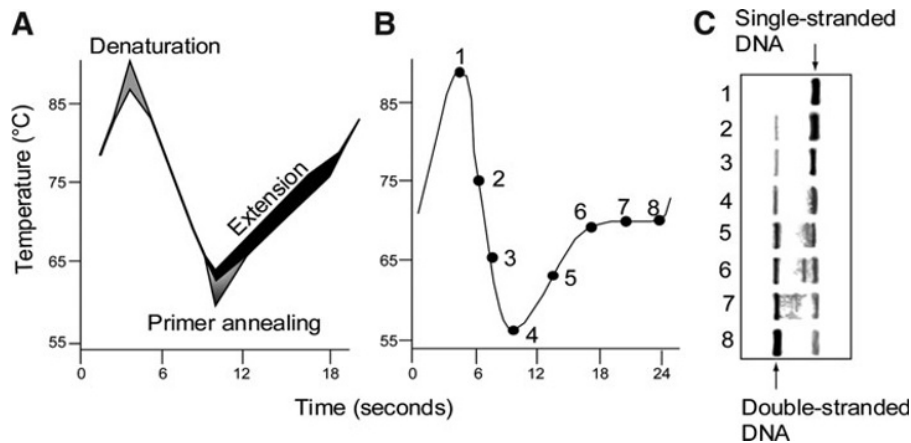 A
Denaturation
Temperature (°C)
85
75
65
55
Extension
Primer annealing
0
6
12
18
B
85
75
65
55
1
2
3
4
5
6
7
8
0
6
12
18
24
Time (seconds)
C
Single-stranded
DNA
1
2
3
4
5
6
7
8
Double-stranded
DNA